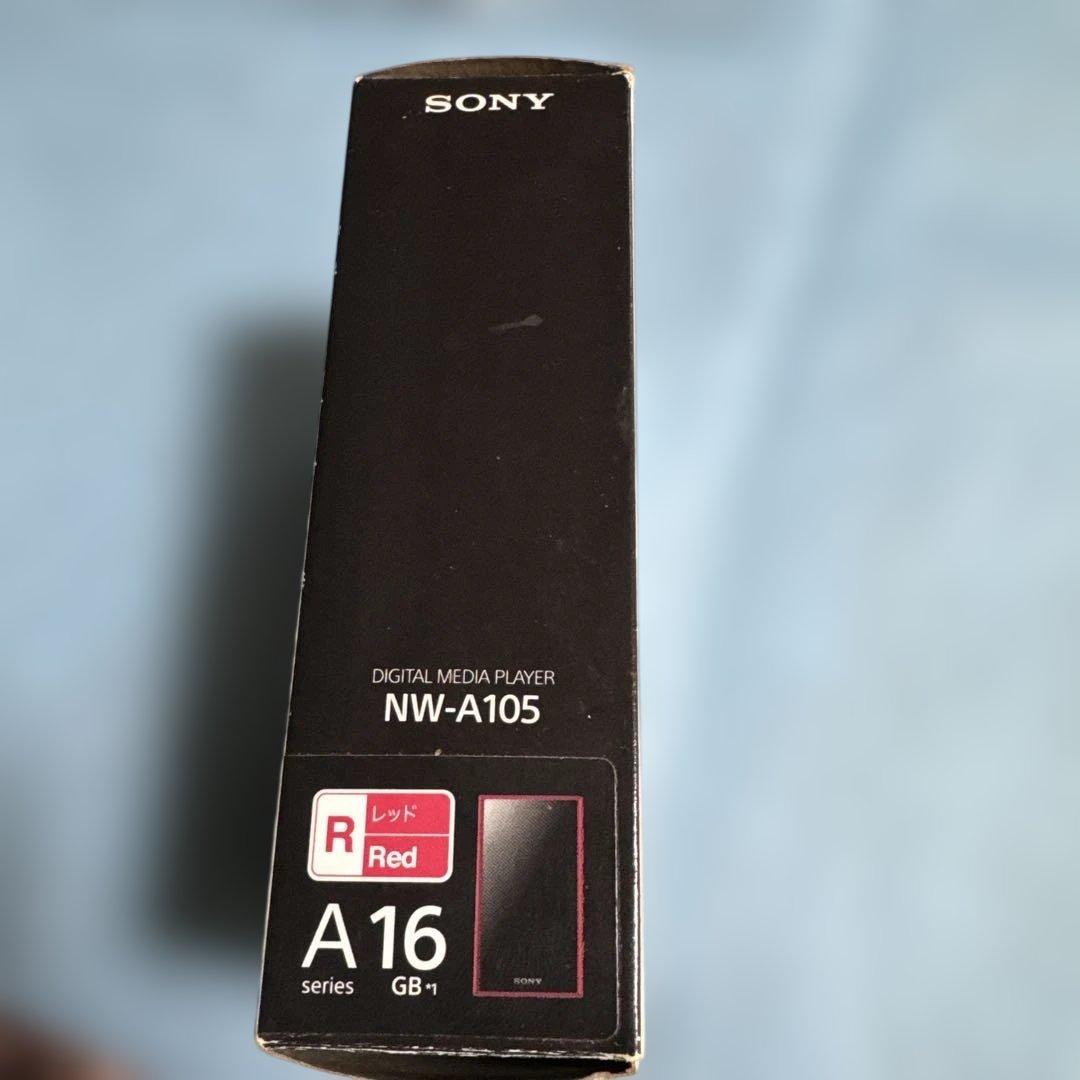 SONY
DIGITAL MEDIA PLAYER
NW-A105
R
レッド
Red
A 16
series GB *1
SONY